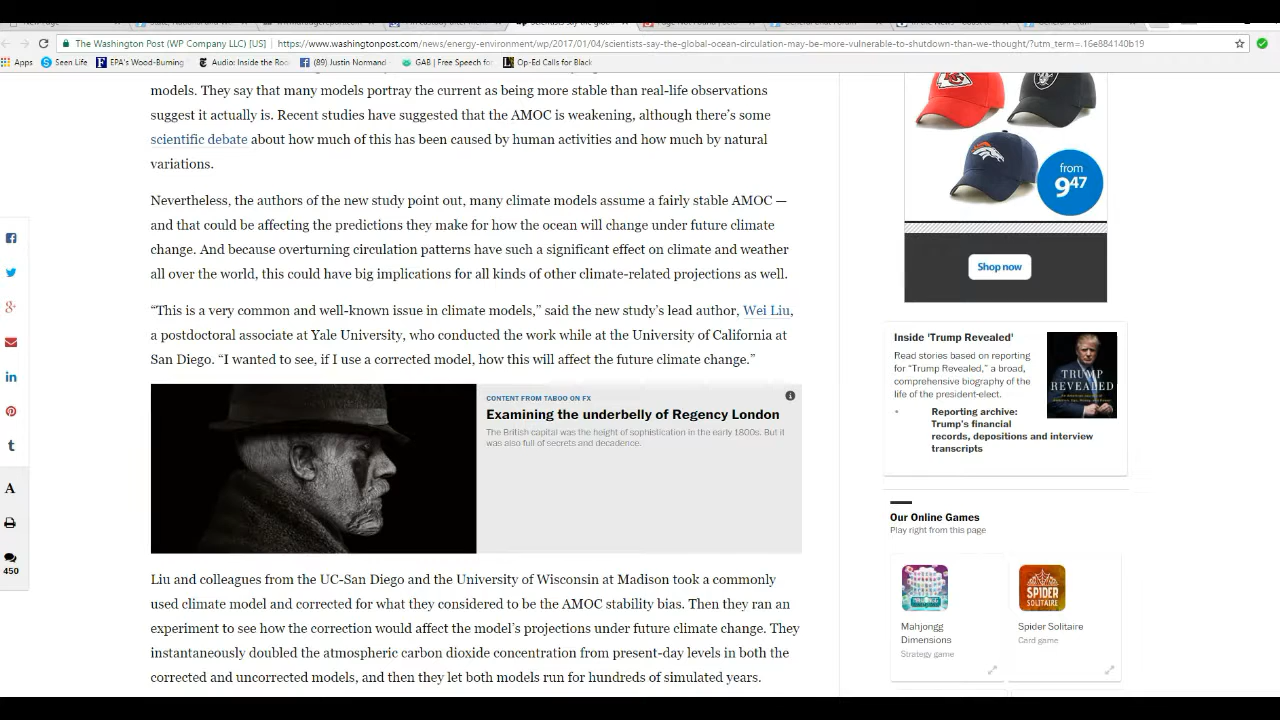 The Washington Post (WP Company LLC) [US]
https://www.washingtonpost.com/news/energy-environment/wp/2017/01/04/scientists-say-the-global-ocean-circulation-may-be-more-vulnerable-to-shutdown-than-we-thought/?utm_term=.16e884140b19
Apps
Seen Life
EPA's Wood-Burning
Audio: Inside the Roo
(89) Justin Normand
GAB | Free Speech for
Op-Ed Calls for Black
models. They say that many models portray the current as being more stable than real-life observations
suggest it actually is. Recent studies have suggested that the AMOC is weakening, although there's some
scientific debate about how much of this has been caused by human activities and how much by natural
variations.
Nevertheless, the authors of the new study point out, many climate models assume a fairly stable AMOC —
and that could be affecting the predictions they make for how the ocean will change under future climate
change. And because overturning circulation patterns have such a significant effect on climate and weather
all over the world, this could have big implications for all kinds of other climate-related projections as well.
“This is a very common and well-known issue in climate models,” said the new study’s lead author, Wei Liu,
a postdoctoral associate at Yale University, who conducted the work while at the University of California at
San Diego. “I wanted to see, if I use a corrected model, how this will affect the future climate change.”
CONTENT FROM TABOO ON FX
Examining the underbelly of Regency London
The British capital was the height of sophistication in the early 1800s. But it
was also full of secrets and decadence.
Liu and colleagues from the UC-San Diego and the University of Wisconsin at Madison took a commonly
used climate model and corrected for what they considered to be the AMOC stability bias. Then they ran an
experiment to see how the correction would affect the model’s projections under future climate change. They
instantaneously doubled the atmospheric carbon dioxide concentration from present-day levels in both the
corrected and uncorrected models, and then they let both models run for hundreds of simulated years.
A
450
from
9.47
Shop now
Inside 'Trump Revealed'
Read stories based on reporting
for "Trump Revealed," a broad,
comprehensive biography of the
life of the president-elect.
Reporting archive:
Trump's financial
records, depositions and interview
transcripts
TRUMP
REVEALED
Our Online Games
Play right from this page
Mahjongg
Dimensions
Strategy game
SPIDER
SOLITAIRE
Spider Solitaire
Card game